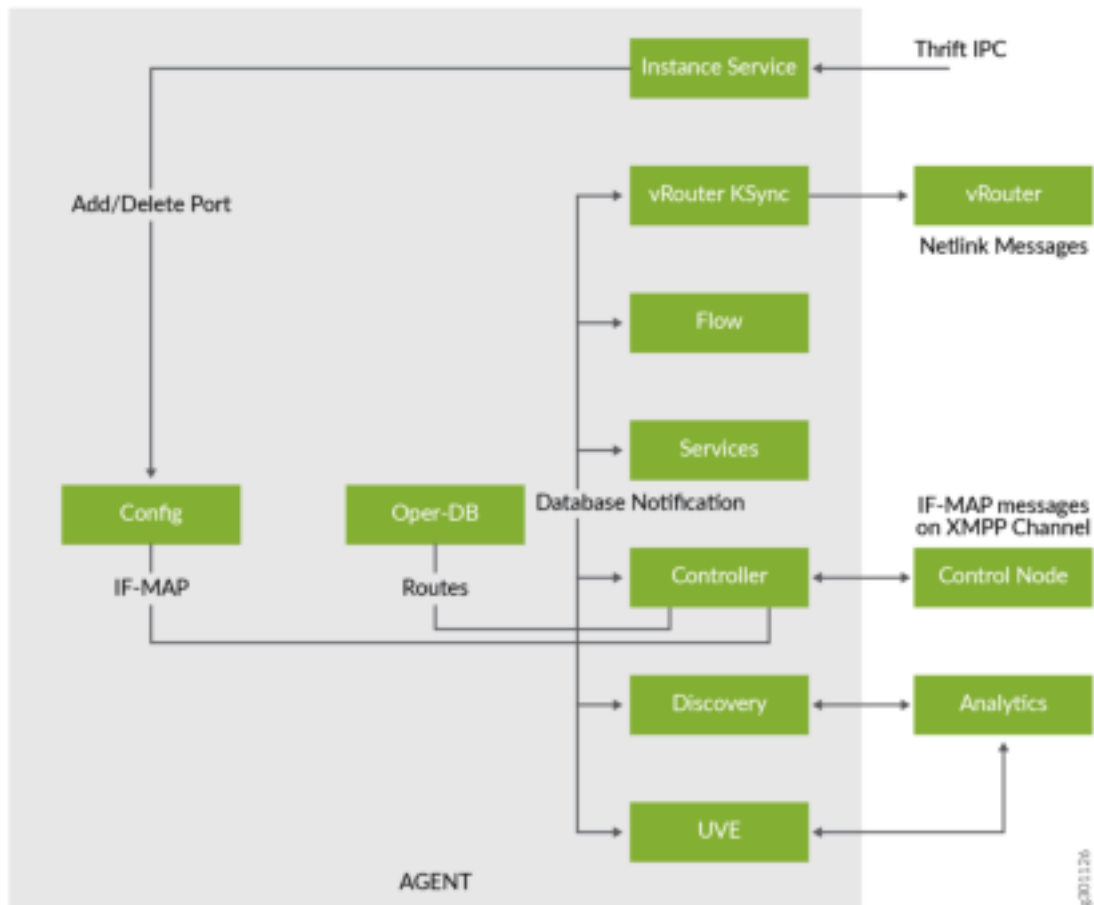 Instance Service
Thrift IPC
Add/Delete Port
vRouter KSync
vRouter
Netlink Messages
Flow
Services
Config
Oper-DB
Database Notification
IF-MAP messages
on XMPP Channel
IF-MAP
Routes
Controller
Control Node
Discovery
Analytics
UVE
AGENT
g301126